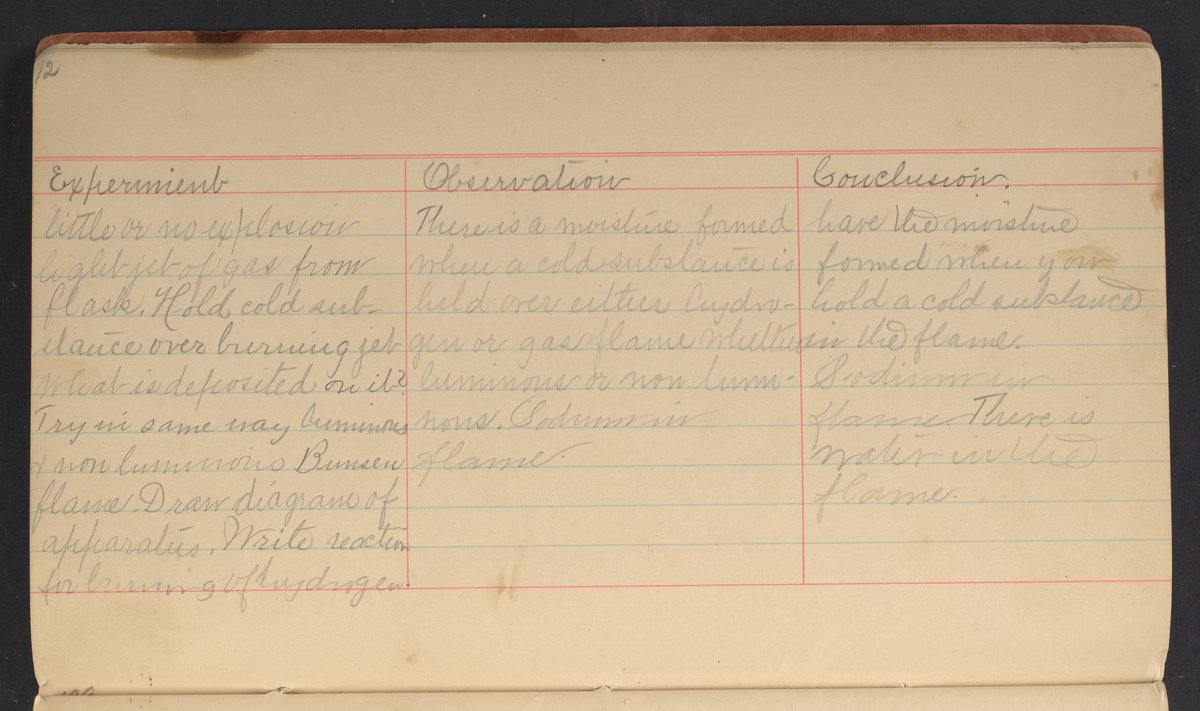 12
Experiment
little or no explosion
light jet of gas from
flask. Hold cold sub-
stance over burning jet
What is deposited on it?
Try in same way luminous
& non luminous Bunsen
flame. Draw diagram of
apparatus. Write reaction
for burning of hydrogen.
Observation
There is a moisture formed
when a cold substance is
held over either hydro-
gen or gas flame whether
luminous or non lumi-
nous. Sodium in
flame.
Conclusion.
have the moisture
formed when you
hold a cold substance
in the flame.
Sodium in
flame. There is
water in the
flame.